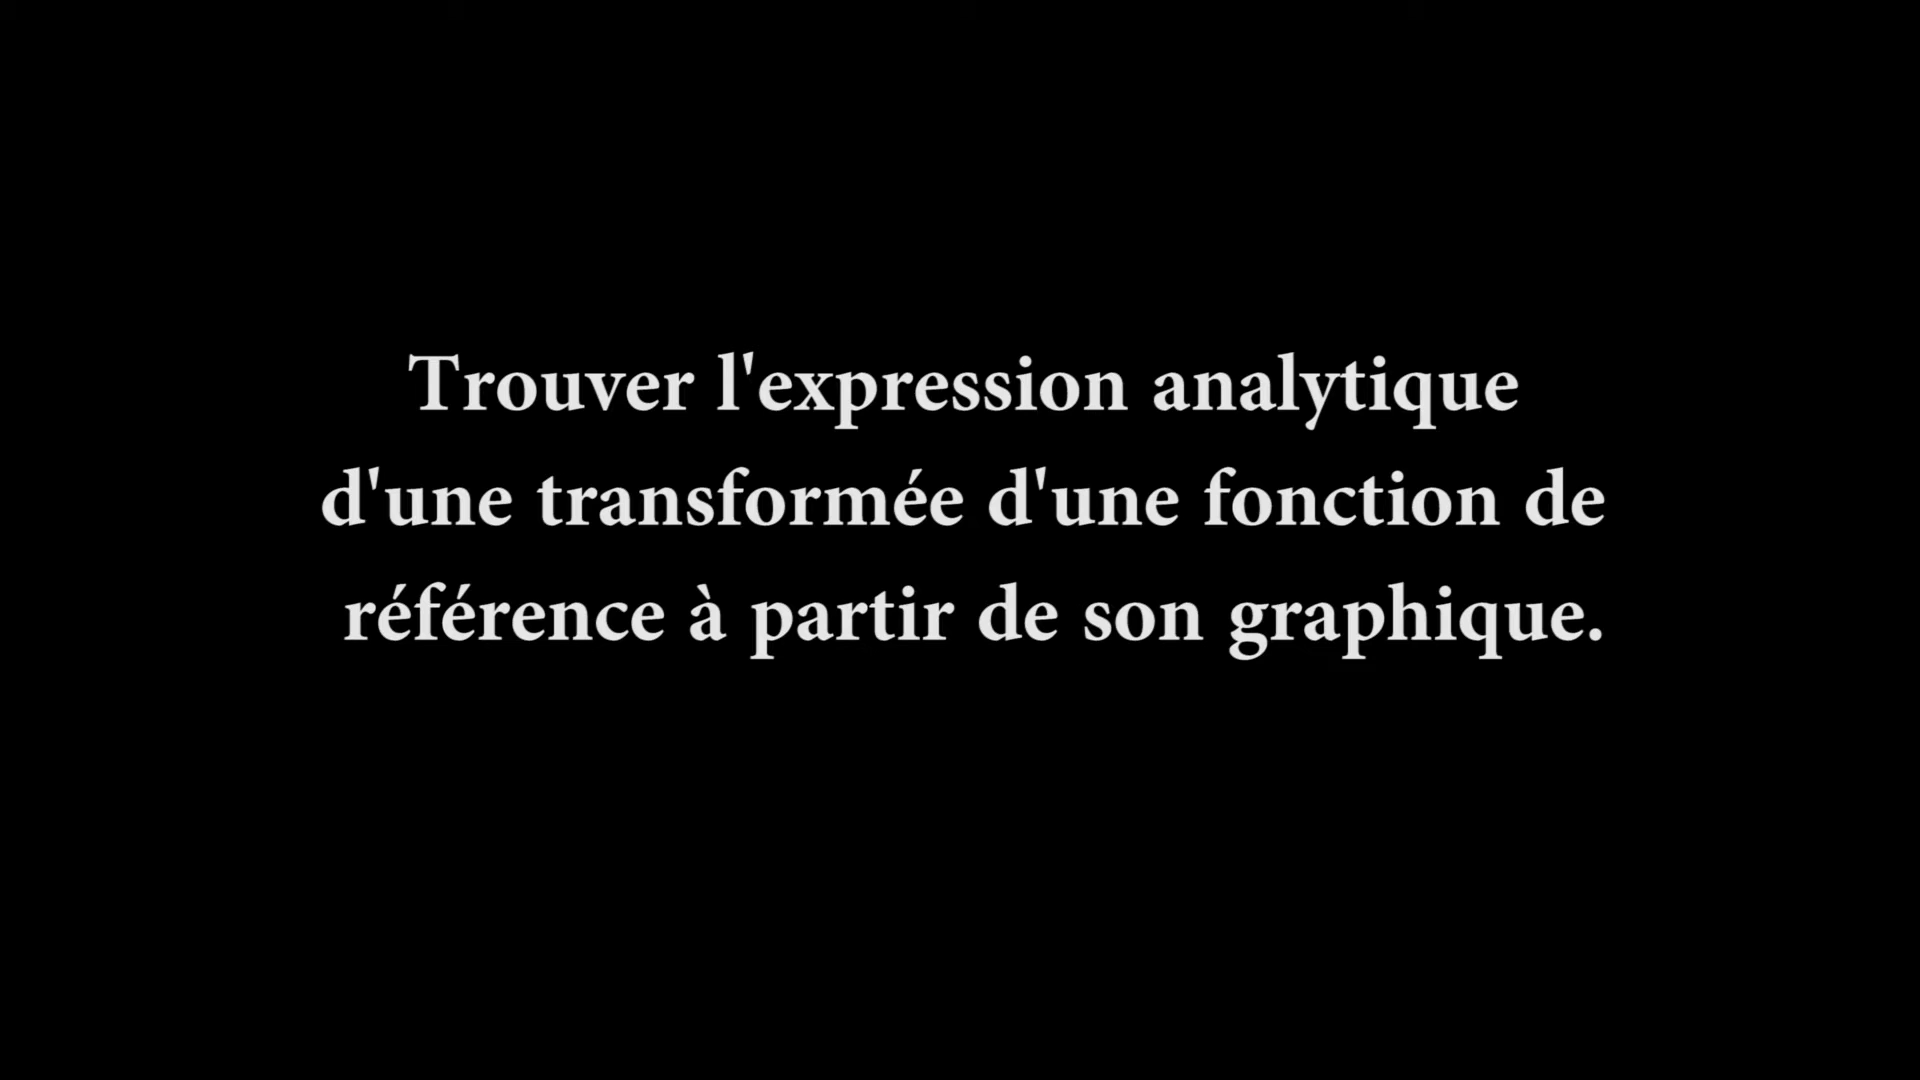 Trouver l'expression analytique
d'une transformée d'une fonction de
référence à partir de son graphique.